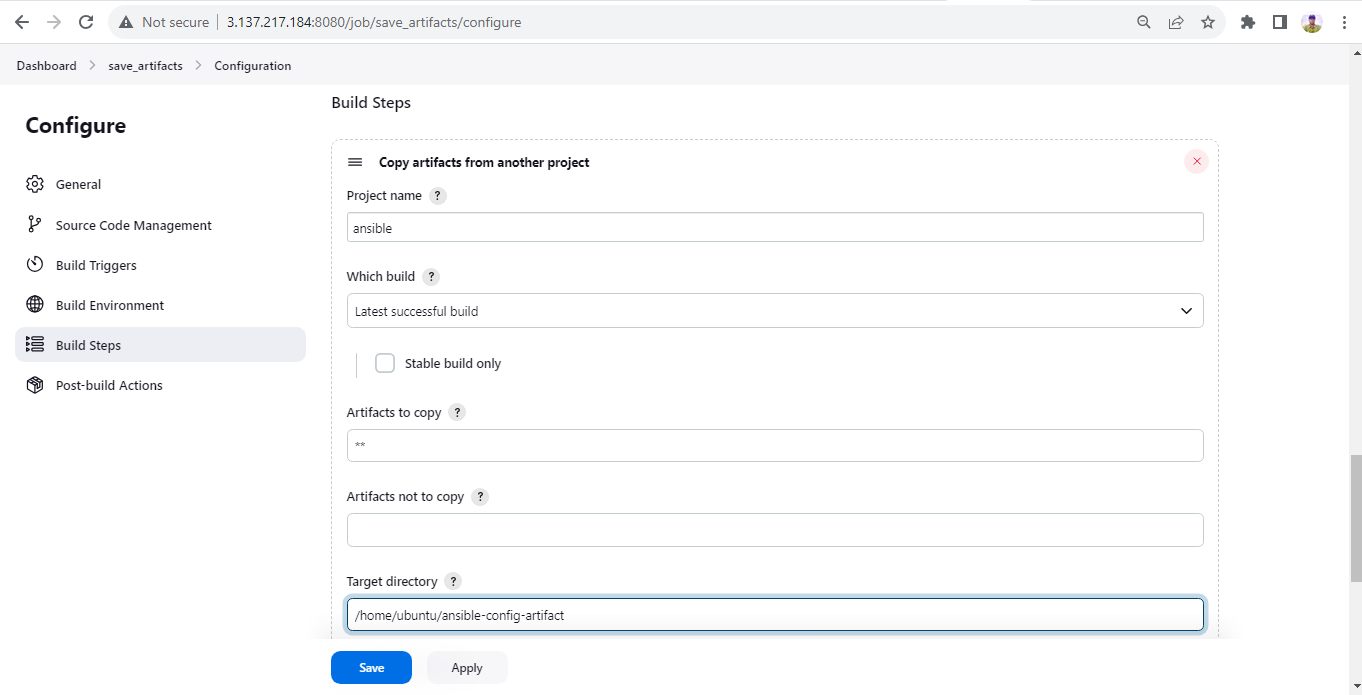 Not secure 3.137.217.184:8080/job/save_artifacts/configure
Dashboard save_artifacts Configuration
Configure
General
Source Code Management
Build Triggers
Build Environment
Build Steps
Post-build Actions
Build Steps
Copy artifacts from another project
Project name ?
ansible
Which build ?
Latest successful build
Stable build only
Artifacts to copy ?
**
Artifacts not to copy ?
Target directory ?
/home/ubuntu/ansible-config-artifact
Save Apply